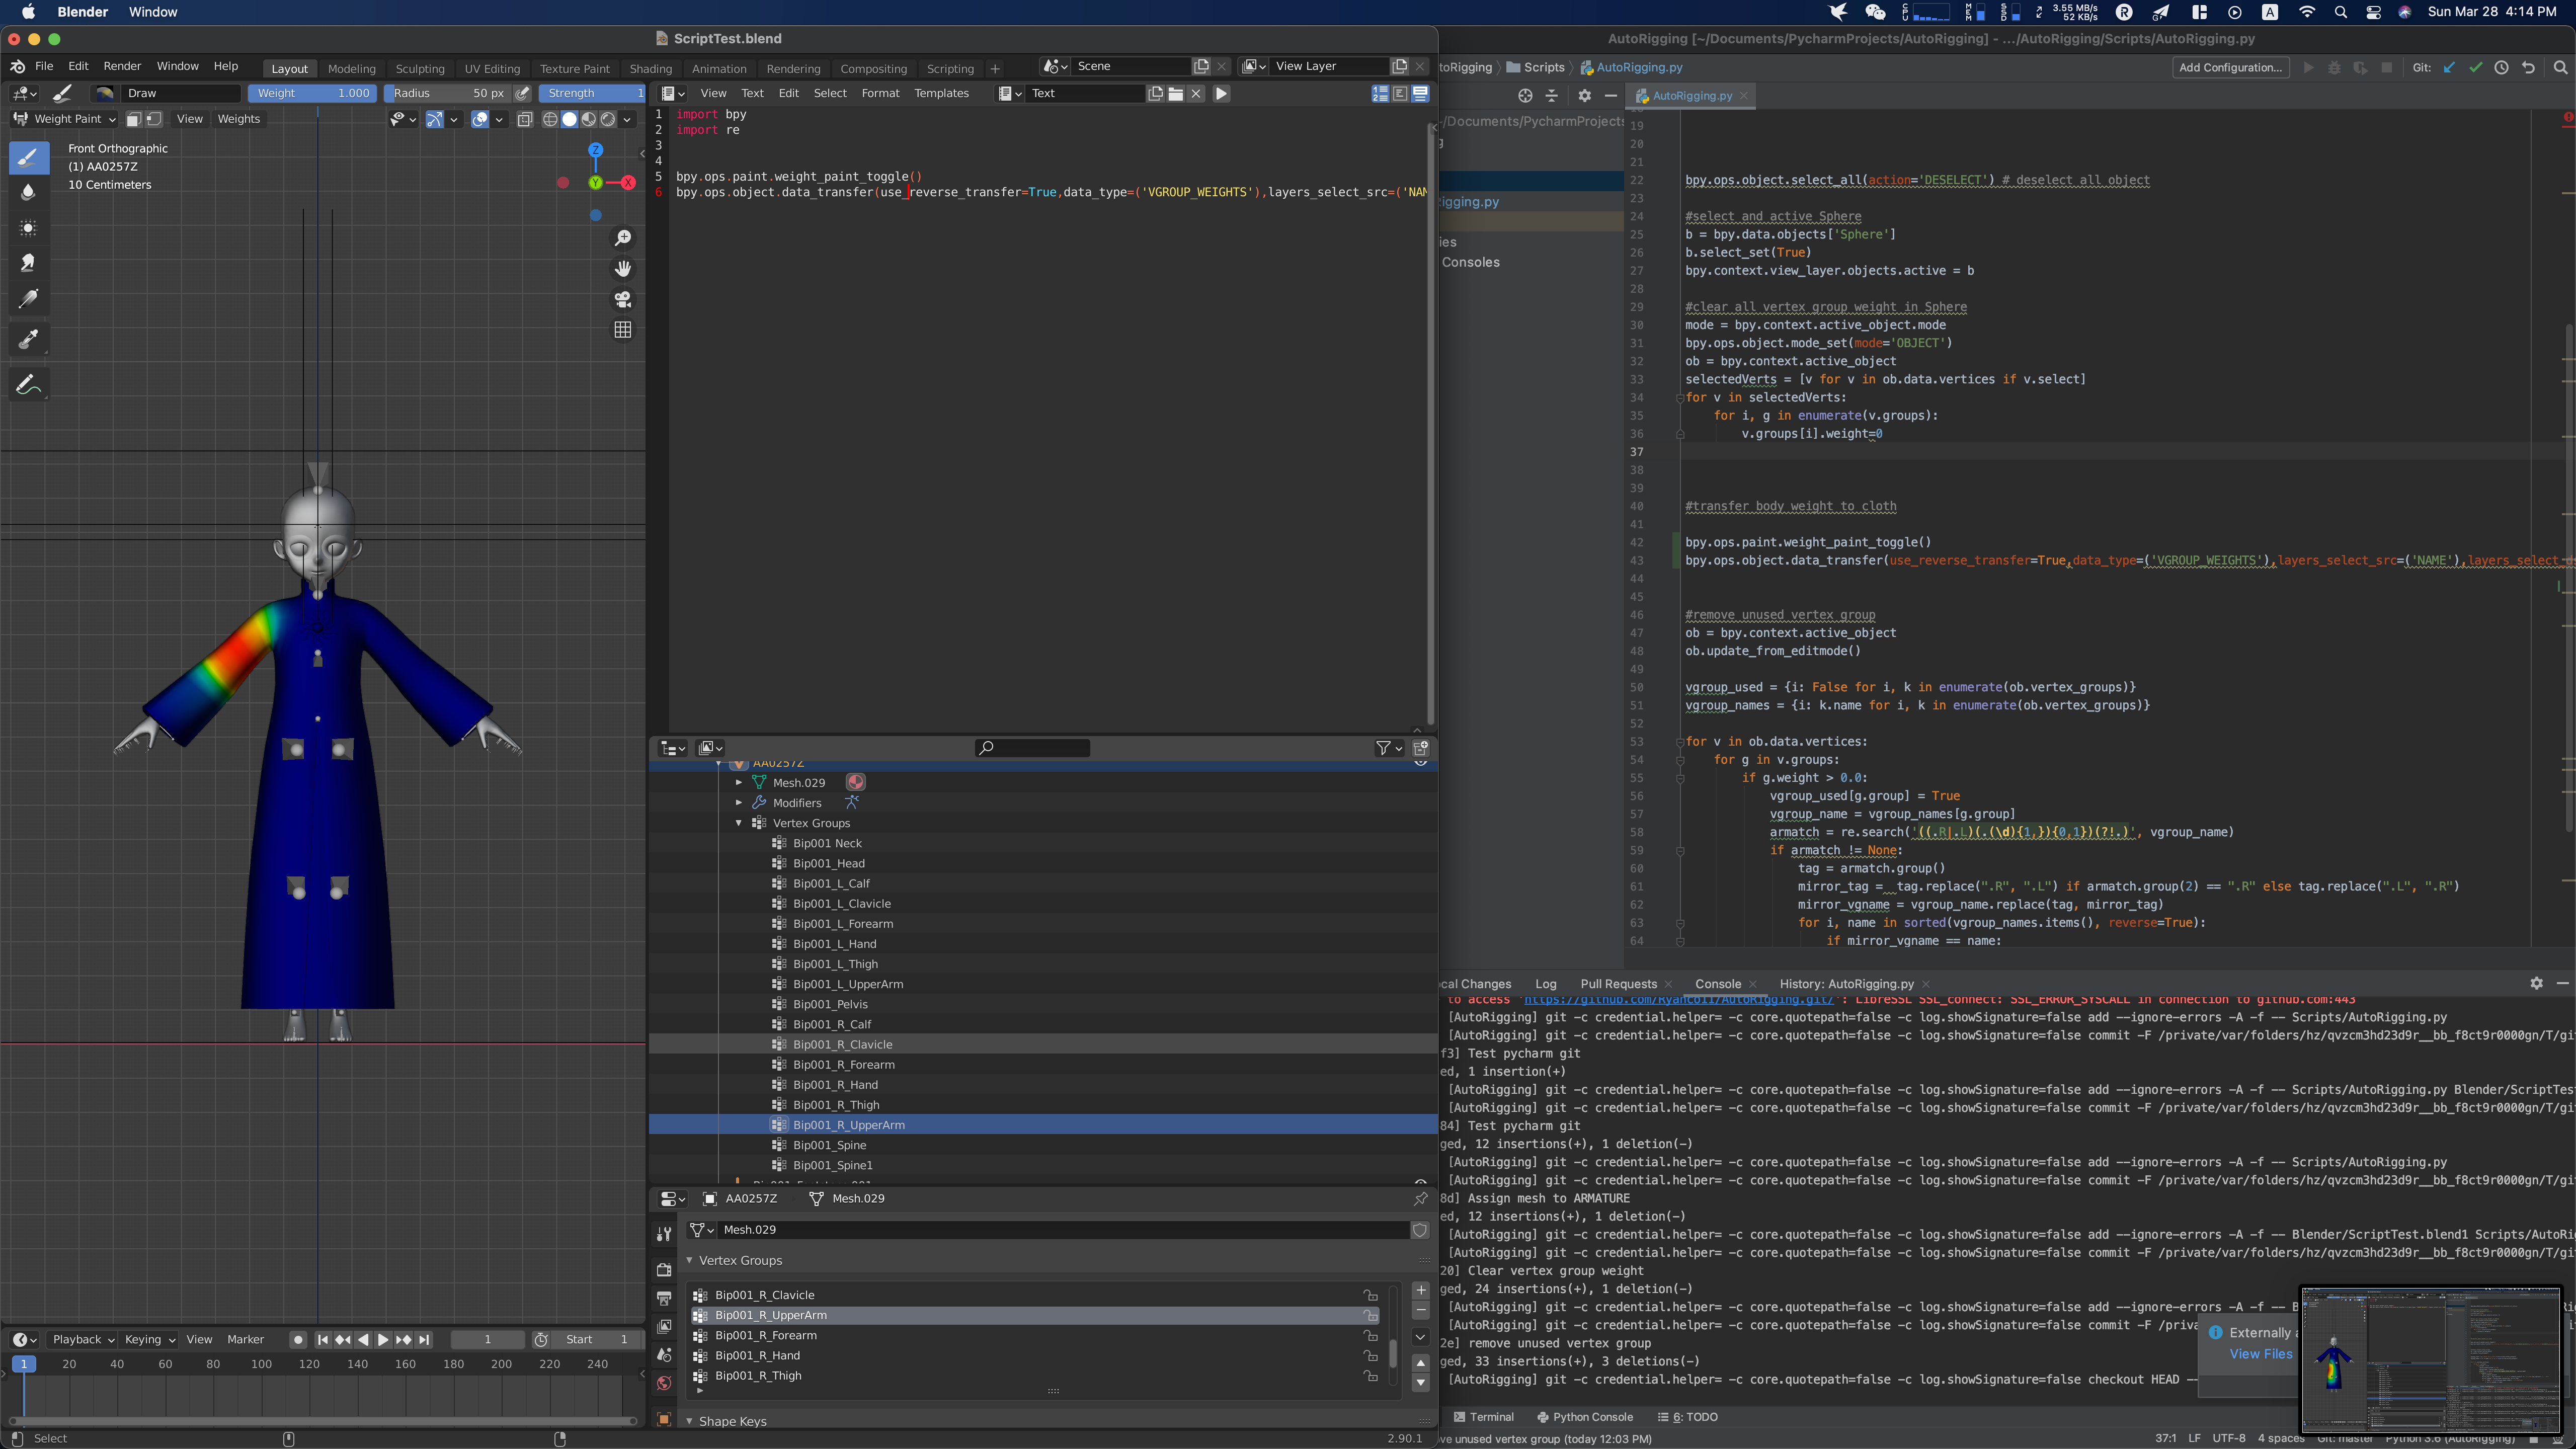 Blender Window
3.55 MB/s
52 KB/s
Sun Mar 28 4:14 PM
ScriptTest.blend
File Edit Render Window Help
Layout Modeling Sculpting UV Editing Texture Paint Shading Animation Rendering Compositing Scripting +
Scene
View Layer
Draw
Weight 1.000
Radius 50 px
Strength 1
Weight Paint
View Weights
Front Orthographic
(1) AA0257Z
10 Centimeters
Z
Y
X
View Text Edit Select Format Templates
Text
1 import bpy
2 import re
3
4
5 bpy.ops.paint.weight_paint_toggle()
6 bpy.ops.object.data_transfer(use_reverse_transfer=True,data_type=('VGROUP_WEIGHTS'),layers_select_src=('NAM
AA0257Z
Mesh.029
Modifiers
Vertex Groups
Bip001 Neck
Bip001_Head
Bip001_L_Calf
Bip001_L_Clavicle
Bip001_L_Forearm
Bip001_L_Hand
Bip001_L_Thigh
Bip001_L_UpperArm
Bip001_Pelvis
Bip001_R_Calf
Bip001_R_Clavicle
Bip001_R_Forearm
Bip001_R_Hand
Bip001_R_Thigh
Bip001_R_UpperArm
Bip001_Spine
Bip001_Spine1
AA0257Z Mesh.029
Mesh.029
Vertex Groups
Bip001_R_Clavicle
Bip001_R_UpperArm
Bip001_R_Forearm
Bip001_R_Hand
Bip001_R_Thigh
Shape Keys
Playback Keying View Marker
1
Start 1
1 20 40 60 80 100 120 140 160 180 200 220 240
Select
2.90.1
AutoRigging [~/Documents/PycharmProjects/AutoRigging] - .../AutoRigging/Scripts/AutoRigging.py
toRigging Scripts AutoRigging.py
Add Configuration...
Git:
AutoRigging.py
~/Documents/PycharmProjects
g
igging.py
ies
Consoles
19
20
21
22 bpy.ops.object.select_all(action='DESELECT') # deselect all object
23
24 #select and active Sphere
25 b = bpy.data.objects['Sphere']
26 b.select_set(True)
27 bpy.context.view_layer.objects.active = b
28
29 #clear all vertex group weight in Sphere
30 mode = bpy.context.active_object.mode
31 bpy.ops.object.mode_set(mode='OBJECT')
32 ob = bpy.context.active_object
33 selectedVerts = [v for v in ob.data.vertices if v.select]
34 for v in selectedVerts:
35 for i, g in enumerate(v.groups):
36 v.groups[i].weight=0
37
38
39
40 #transfer body weight to cloth
41
42 bpy.ops.paint.weight_paint_toggle()
43 bpy.ops.object.data_transfer(use_reverse_transfer=True,data_type=('VGROUP_WEIGHTS'),layers_select_src=('NAME'),layers_select_ds
44
45
46 #remove unused vertex group
47 ob = bpy.context.active_object
48 ob.update_from_editmode()
49
50 vgroup_used = {i: False for i, k in enumerate(ob.vertex_groups)}
51 vgroup_names = {i: k.name for i, k in enumerate(ob.vertex_groups)}
52
53 for v in ob.data.vertices:
54 for g in v.groups:
55 if g.weight > 0.0:
56 vgroup_used[g.group] = True
57 vgroup_name = vgroup_names[g.group]
58 armatch = re.search('((.R|.L)(.(\d){1,}){0,1})(?!.)', vgroup_name)
59 if armatch != None:
60 tag = armatch.group()
61 mirror_tag = tag.replace(".R", ".L") if armatch.group(2) == ".R" else tag.replace(".L", ".R")
62 mirror_vgname = vgroup_name.replace(tag, mirror_tag)
63 for i, name in sorted(vgroup_names.items(), reverse=True):
64 if mirror_vgname == name:
cal Changes Log Pull Requests Console History: AutoRigging.py
to access 'https://github.com/Ryanco11/AutoRigging.git/': LibreSSL SSL_connect: SSL_ERROR_SYSCALL in connection to github.com:443
[AutoRigging] git -c credential.helper= -c core.quotepath=false -c log.showSignature=false add --ignore-errors -A -f -- Scripts/AutoRigging.py
[AutoRigging] git -c credential.helper= -c core.quotepath=false -c log.showSignature=false commit -F /private/var/folders/hz/qvzcm3hd23d9r__bb_f8ct9r0000gn/T/git
f3] Test pycharm git
ed, 1 insertion(+)
[AutoRigging] git -c credential.helper= -c core.quotepath=false -c log.showSignature=false add --ignore-errors -A -f -- Scripts/AutoRigging.py Blender/ScriptTes
[AutoRigging] git -c credential.helper= -c core.quotepath=false -c log.showSignature=false commit -F /private/var/folders/hz/qvzcm3hd23d9r__bb_f8ct9r0000gn/T/git
84] Test pycharm git
ged, 12 insertions(+), 1 deletion(-)
[AutoRigging] git -c credential.helper= -c core.quotepath=false -c log.showSignature=false add --ignore-errors -A -f -- Scripts/AutoRigging.py
[AutoRigging] git -c credential.helper= -c core.quotepath=false -c log.showSignature=false commit -F /private/var/folders/hz/qvzcm3hd23d9r__bb_f8ct9r0000gn/T/git
8d] Assign mesh to ARMATURE
ed, 12 insertions(+), 1 deletion(-)
[AutoRigging] git -c credential.helper= -c core.quotepath=false -c log.showSignature=false add --ignore-errors -A -f -- Blender/ScriptTest.blend1 Scripts/AutoRi
[AutoRigging] git -c credential.helper= -c core.quotepath=false -c log.showSignature=false commit -F /private/var/folders/hz/qvzcm3hd23d9r__bb_f8ct9r0000gn/T/git
20] Clear vertex group weight
ged, 24 insertions(+), 1 deletion(-)
[AutoRigging] git -c credential.helper= -c core.quotepath=false -c log.showSignature=false add --ignore-errors -A -f -- B
[AutoRigging] git -c credential.helper= -c core.quotepath=false -c log.showSignature=false commit -F /priva
2e] remove unused vertex group
ged, 33 insertions(+), 3 deletions(-)
[AutoRigging] git -c credential.helper= -c core.quotepath=false -c log.showSignature=false checkout HEAD --
Externally a
View Files
Terminal Python Console 6: TODO
ve unused vertex group (today 12:03 PM)
37:1 LF UTF-8 4 spaces Git: master Python 3.6 (AutoRigging)